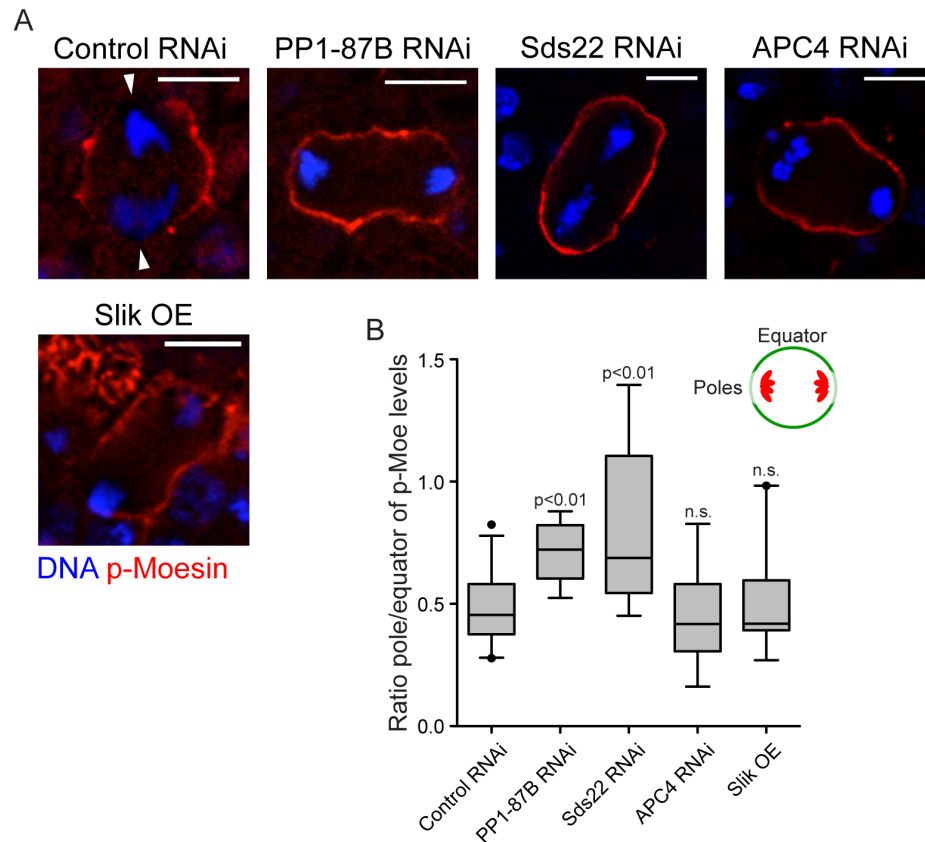 A
Control RNAi PP1-87B RNAi Sds22 RNAi APC4 RNAi
Slik OE
DNA p-Moesin
B
Equator
Poles
Ratio pole/equator of p-Moe levels
1.5
1.0
0.5
0.0
p<0.01
p<0.01
n.s.
n.s.
Control RNAi
PP1-87B RNAi
Sds22 RNAi
APC4 RNAi
Slik OE